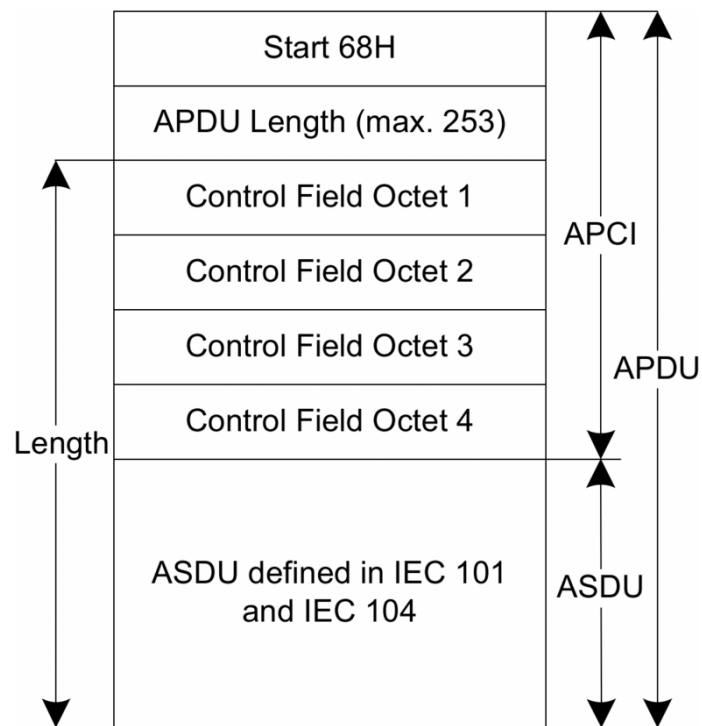 Start 68H
APDU Length (max. 253)
Control Field Octet 1
APCI
Control Field Octet 2
Control Field Octet 3
APDU
Control Field Octet 4
Length
ASDU defined in IEC 101
and IEC 104
ASDU